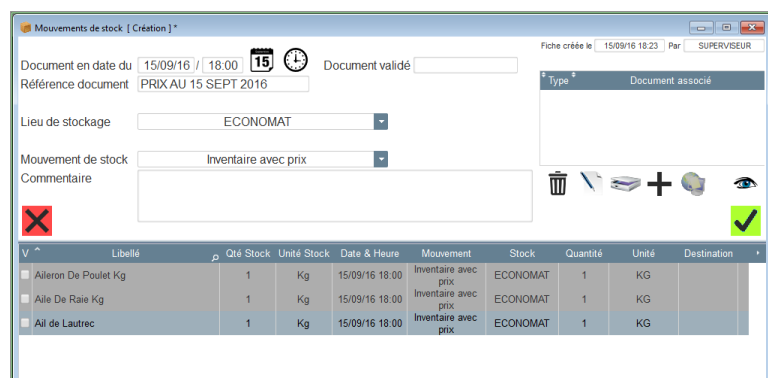 Mouvements de stock [ Création ] *
Fiche créée le 15/09/16 18:23 Par SUPERVISEUR
Document en date du 15/09/16 / 18:00 15 Document validé
Référence document PRIX AU 15 SEPT 2016
Type Document associé
Lieu de stockage ECONOMAT
Mouvement de stock Inventaire avec prix
Commentaire
V Libellé Qté Stock Unité Stock Date & Heure Mouvement Stock Quantité Unité Destination
Aileron De Poulet Kg 1 Kg 15/09/16 18:00 Inventaire avec prix ECONOMAT 1 KG
Aile De Raie Kg 1 Kg 15/09/16 18:00 Inventaire avec prix ECONOMAT 1 KG
Ail de Lautrec 1 Kg 15/09/16 18:00 Inventaire avec prix ECONOMAT 1 KG